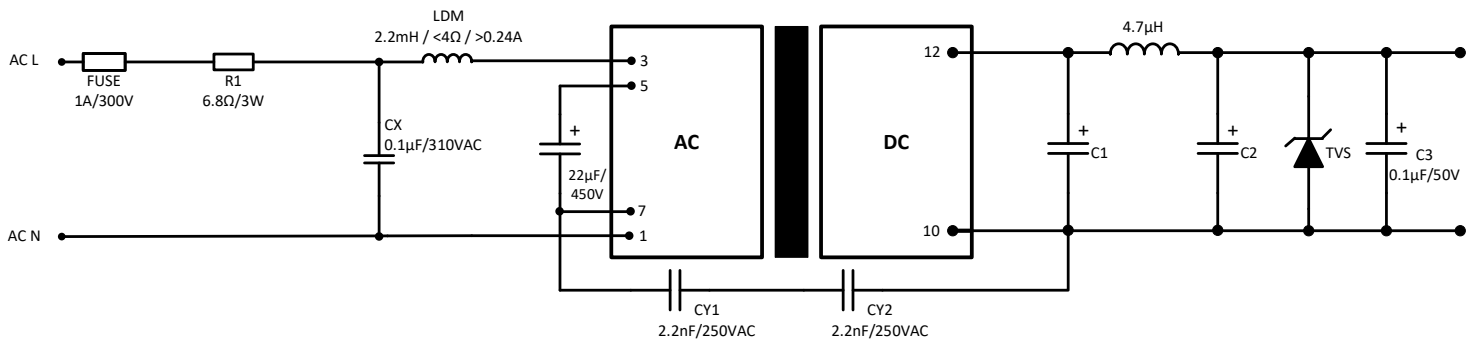 LDM
2.2mH / <4Ω / >0.24A
4.7µH
AC L
FUSE
1A/300V
R1
6.8Ω/3W
3
5
12
CX
0.1µF/310VAC
+
22µF/
450V
AC
DC
+
C1
+
C2
TVS
+
C3
0.1µF/50V
7
1
10
AC N
CY1
2.2nF/250VAC
CY2
2.2nF/250VAC